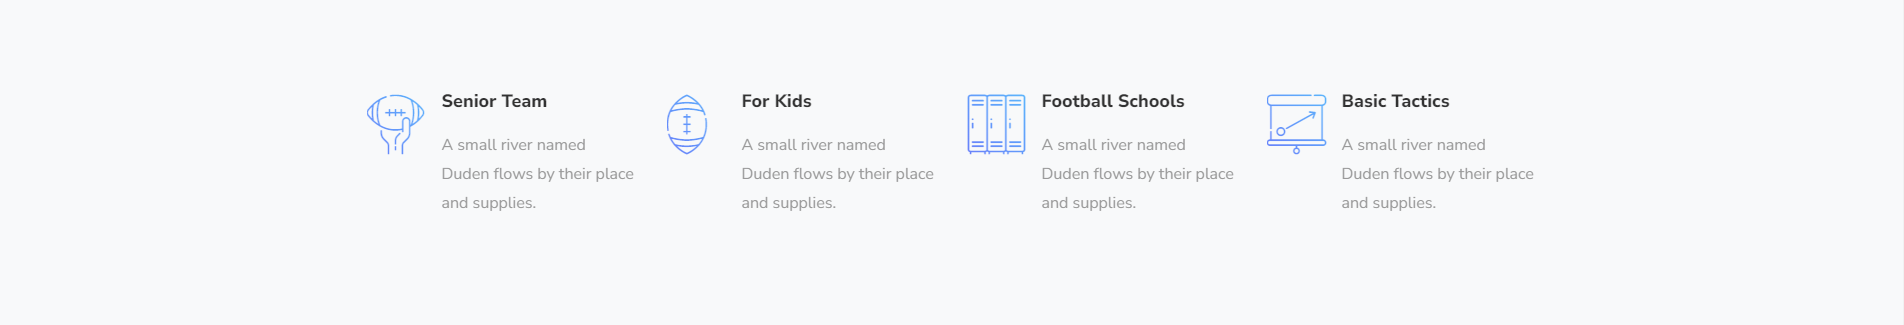 Senior Team
A small river named
Duden flows by their place
and supplies.
For Kids
A small river named
Duden flows by their place
and supplies.
Football Schools
A small river named
Duden flows by their place
and supplies.
Basic Tactics
A small river named
Duden flows by their place
and supplies.